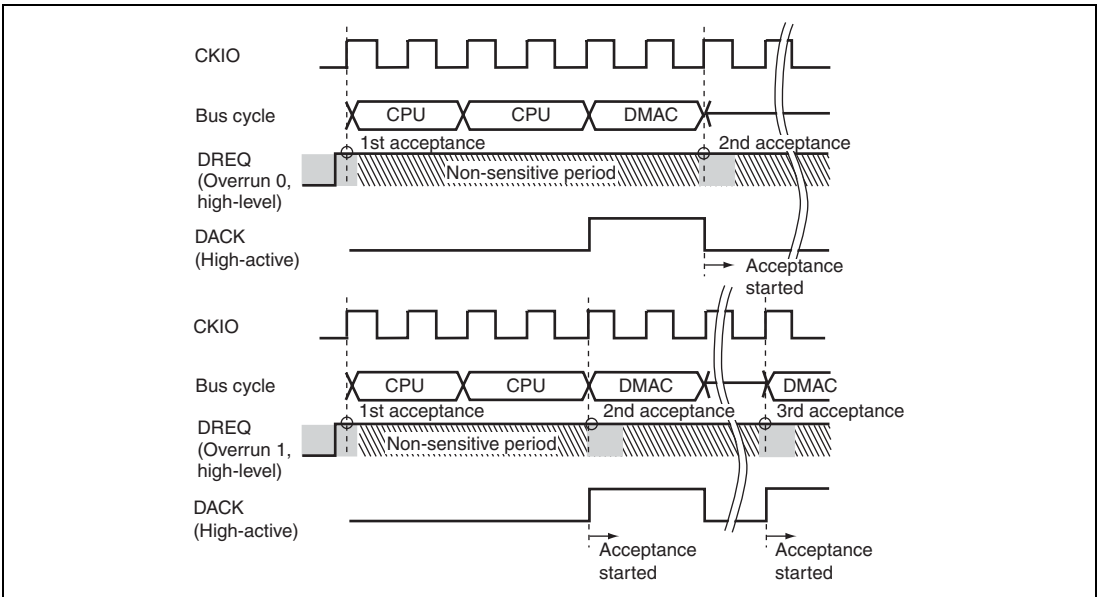 CKIO
Bus cycle
CPU
CPU
DMAC
1st acceptance
2nd acceptance
DREQ
(Overrun 0,
high-level)
Non-sensitive period
DACK
(High-active)
Acceptance
started
CKIO
Bus cycle
CPU
CPU
DMAC
DMAC
1st acceptance
2nd acceptance
3rd acceptance
DREQ
(Overrun 1,
high-level)
Non-sensitive period
DACK
(High-active)
Acceptance
started
Acceptance
started